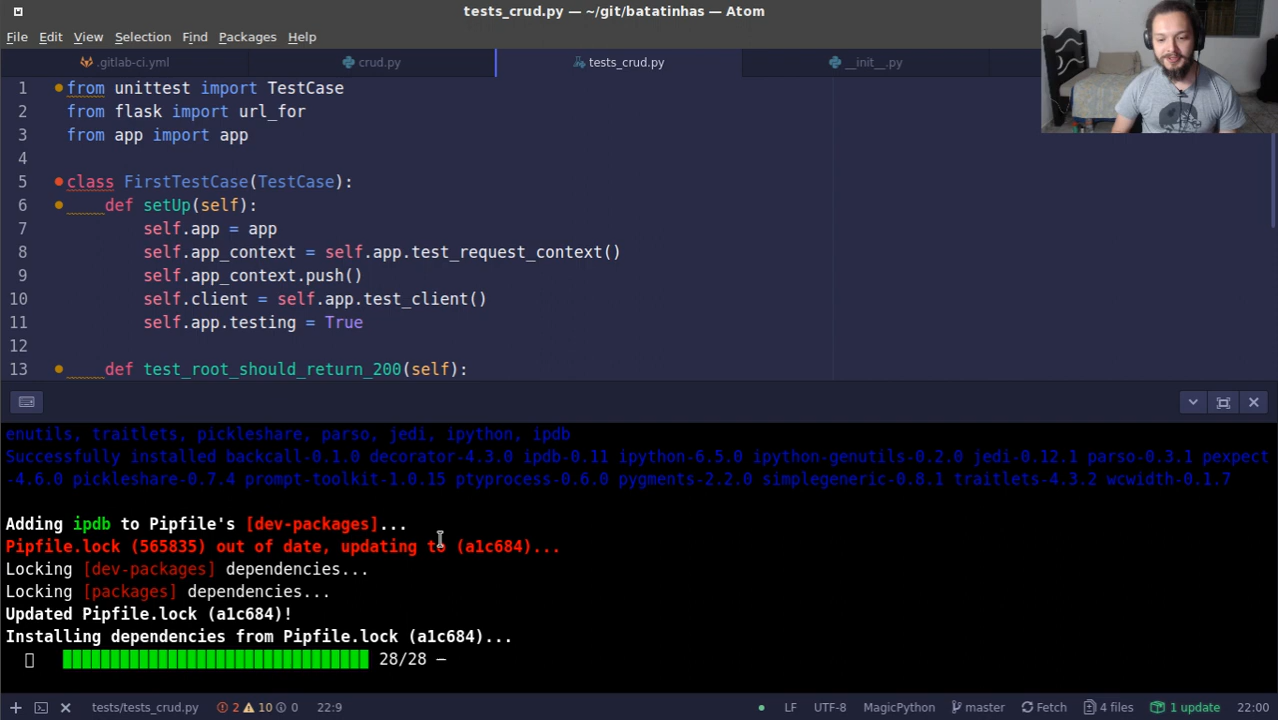 tests_crud.py — ~/git/batatinhas — Atom
File Edit View Selection Find Packages Help
.gitlab-ci.yml crud.py tests_crud.py __init__.py
1 from unittest import TestCase
2 from flask import url_for
3 from app import app
4
5 class FirstTestCase(TestCase):
6 def setUp(self):
7 self.app = app
8 self.app_context = self.app.test_request_context()
9 self.app_context.push()
10 self.client = self.app.test_client()
11 self.app.testing = True
12
13 def test_root_should_return_200(self):
enutils, traitlets, pickleshare, parso, jedi, ipython, ipdb
Successfully installed backcall-0.1.0 decorator-4.3.0 ipdb-0.11 ipython-6.5.0 ipython-genutils-0.2.0 jedi-0.12.1 parso-0.3.1 pexpect
-4.6.0 pickleshare-0.7.4 prompt-toolkit-1.0.15 ptyprocess-0.6.0 pygments-2.2.0 simplegeneric-0.8.1 traitlets-4.3.2 wcwidth-0.1.7
Adding ipdb to Pipfile's [dev-packages]...
Pipfile.lock (565835) out of date, updating to (a1c684)...
Locking [dev-packages] dependencies...
Locking [packages] dependencies...
Updated Pipfile.lock (a1c684)!
Installing dependencies from Pipfile.lock (a1c684)...
28/28 —
tests/tests_crud.py 2 10 0 22:9 LF UTF-8 MagicPython master Fetch 4 files 1 update 22:00